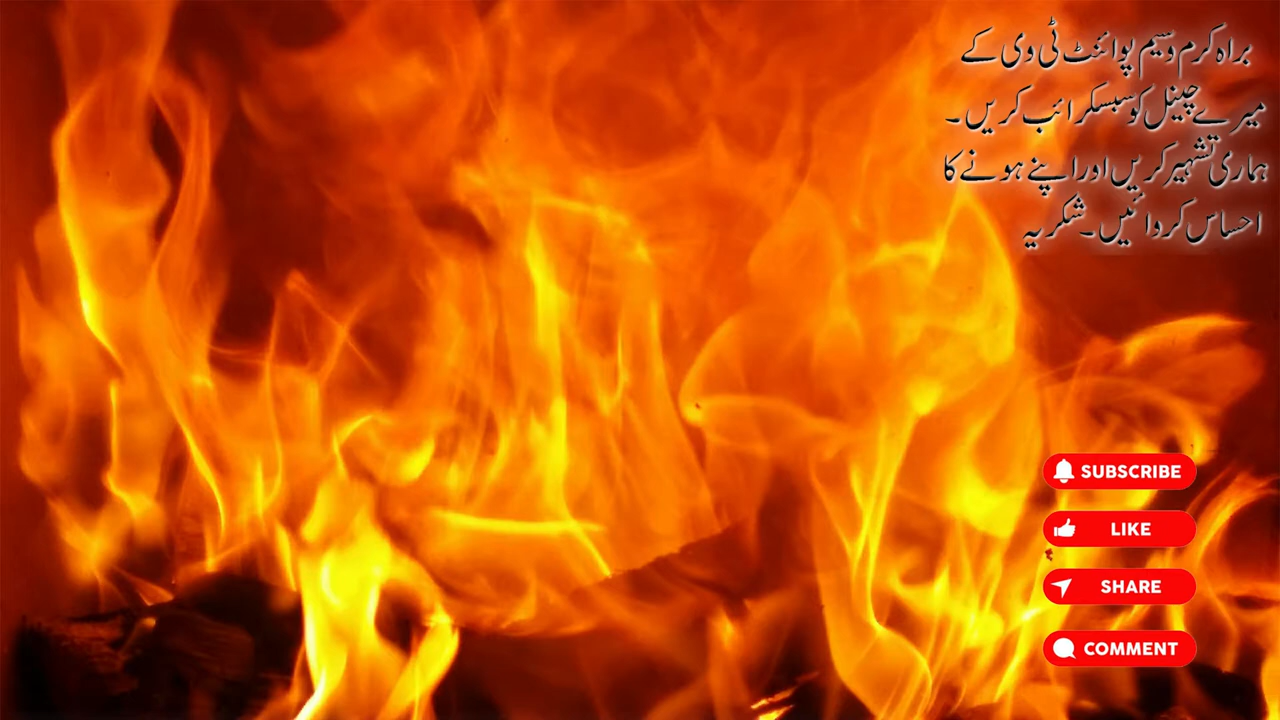 براہ کرم وسیم پوائنٹ ٹی وی کے
میرے چینل کو سبسکرائب کریں۔
ہماری تشہیر کریں اور اپنے ہونے کا
احساس کروائیں۔ شکریہ
SUBSCRIBE
LIKE
SHARE
COMMENT